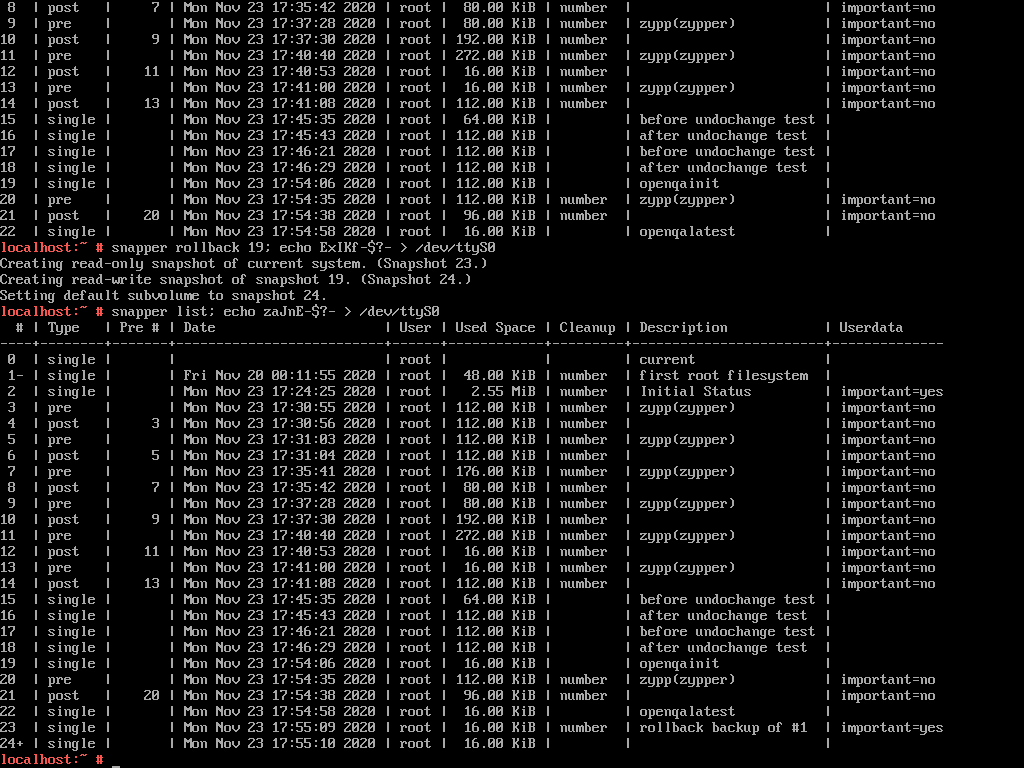 8  | post   |     7 | Mon Nov 23 17:35:42 2020 | root |  80.00 KiB | number  |                        | important=no
 9  | pre    |       | Mon Nov 23 17:37:28 2020 | root |  80.00 KiB | number  | zypp(zypper)           | important=no
10  | post   |     9 | Mon Nov 23 17:37:30 2020 | root | 192.00 KiB | number  |                        | important=no
11  | pre    |       | Mon Nov 23 17:40:40 2020 | root | 272.00 KiB | number  | zypp(zypper)           | important=no
12  | post   |    11 | Mon Nov 23 17:40:53 2020 | root |  16.00 KiB | number  |                        | important=no
13  | pre    |       | Mon Nov 23 17:41:00 2020 | root |  16.00 KiB | number  | zypp(zypper)           | important=no
14  | post   |    13 | Mon Nov 23 17:41:08 2020 | root | 112.00 KiB | number  |                        | important=no
15  | single |       | Mon Nov 23 17:45:35 2020 | root |  64.00 KiB |         | before undochange test |
16  | single |       | Mon Nov 23 17:45:43 2020 | root | 112.00 KiB |         | after undochange test  |
17  | single |       | Mon Nov 23 17:46:21 2020 | root | 112.00 KiB |         | before undochange test |
18  | single |       | Mon Nov 23 17:46:29 2020 | root | 112.00 KiB |         | after undochange test  |
19  | single |       | Mon Nov 23 17:54:06 2020 | root | 112.00 KiB |         | openqainit             |
20  | pre    |       | Mon Nov 23 17:54:35 2020 | root | 112.00 KiB | number  | zypp(zypper)           | important=no
21  | post   |    20 | Mon Nov 23 17:54:38 2020 | root |  96.00 KiB | number  |                        | important=no
22  | single |       | Mon Nov 23 17:54:58 2020 | root |  16.00 KiB |         | openqalatest           |
localhost:~ # snapper rollback 19; echo ExIKf-$?- > /dev/ttyS0
Creating read-only snapshot of current system. (Snapshot 23.)
Creating read-write snapshot of snapshot 19. (Snapshot 24.)
Setting default subvolume to snapshot 24.
localhost:~ # snapper list; echo zaJnE-$?- > /dev/ttyS0
  # | Type   | Pre # | Date                     | User | Used Space | Cleanup | Description            | Userdata
----+--------+-------+--------------------------+------+------------+---------+------------------------+--------------
 0  | single |       |                          | root |            |         | current                |
 1- | single |       | Fri Nov 20 00:11:55 2020 | root |  48.00 KiB | number  | first root filesystem  |
 2  | single |       | Mon Nov 23 17:24:25 2020 | root |   2.55 MiB | number  | Initial Status         | important=yes
 3  | pre    |       | Mon Nov 23 17:30:55 2020 | root | 112.00 KiB | number  | zypp(zypper)           | important=no
 4  | post   |     3 | Mon Nov 23 17:30:56 2020 | root | 112.00 KiB | number  |                        | important=no
 5  | pre    |       | Mon Nov 23 17:31:03 2020 | root | 112.00 KiB | number  | zypp(zypper)           | important=no
 6  | post   |     5 | Mon Nov 23 17:31:04 2020 | root | 112.00 KiB | number  |                        | important=no
 7  | pre    |       | Mon Nov 23 17:35:41 2020 | root | 176.00 KiB | number  | zypp(zypper)           | important=no
 8  | post   |     7 | Mon Nov 23 17:35:42 2020 | root |  80.00 KiB | number  |                        | important=no
 9  | pre    |       | Mon Nov 23 17:37:28 2020 | root |  80.00 KiB | number  | zypp(zypper)           | important=no
10  | post   |     9 | Mon Nov 23 17:37:30 2020 | root | 192.00 KiB | number  |                        | important=no
11  | pre    |       | Mon Nov 23 17:40:40 2020 | root | 272.00 KiB | number  | zypp(zypper)           | important=no
12  | post   |    11 | Mon Nov 23 17:40:53 2020 | root |  16.00 KiB | number  |                        | important=no
13  | pre    |       | Mon Nov 23 17:41:00 2020 | root |  16.00 KiB | number  | zypp(zypper)           | important=no
14  | post   |    13 | Mon Nov 23 17:41:08 2020 | root | 112.00 KiB | number  |                        | important=no
15  | single |       | Mon Nov 23 17:45:35 2020 | root |  64.00 KiB |         | before undochange test |
16  | single |       | Mon Nov 23 17:45:43 2020 | root | 112.00 KiB |         | after undochange test  |
17  | single |       | Mon Nov 23 17:46:21 2020 | root | 112.00 KiB |         | before undochange test |
18  | single |       | Mon Nov 23 17:46:29 2020 | root | 112.00 KiB |         | after undochange test  |
19  | single |       | Mon Nov 23 17:54:06 2020 | root |  16.00 KiB |         | openqainit             |
20  | pre    |       | Mon Nov 23 17:54:35 2020 | root | 112.00 KiB | number  | zypp(zypper)           | important=no
21  | post   |    20 | Mon Nov 23 17:54:38 2020 | root |  96.00 KiB | number  |                        | important=no
22  | single |       | Mon Nov 23 17:54:58 2020 | root |  16.00 KiB |         | openqalatest           |
23  | single |       | Mon Nov 23 17:55:09 2020 | root |  16.00 KiB | number  | rollback backup of #1  | important=yes
24+ | single |       | Mon Nov 23 17:55:10 2020 | root |  16.00 KiB |         |                        |
localhost:~ # _